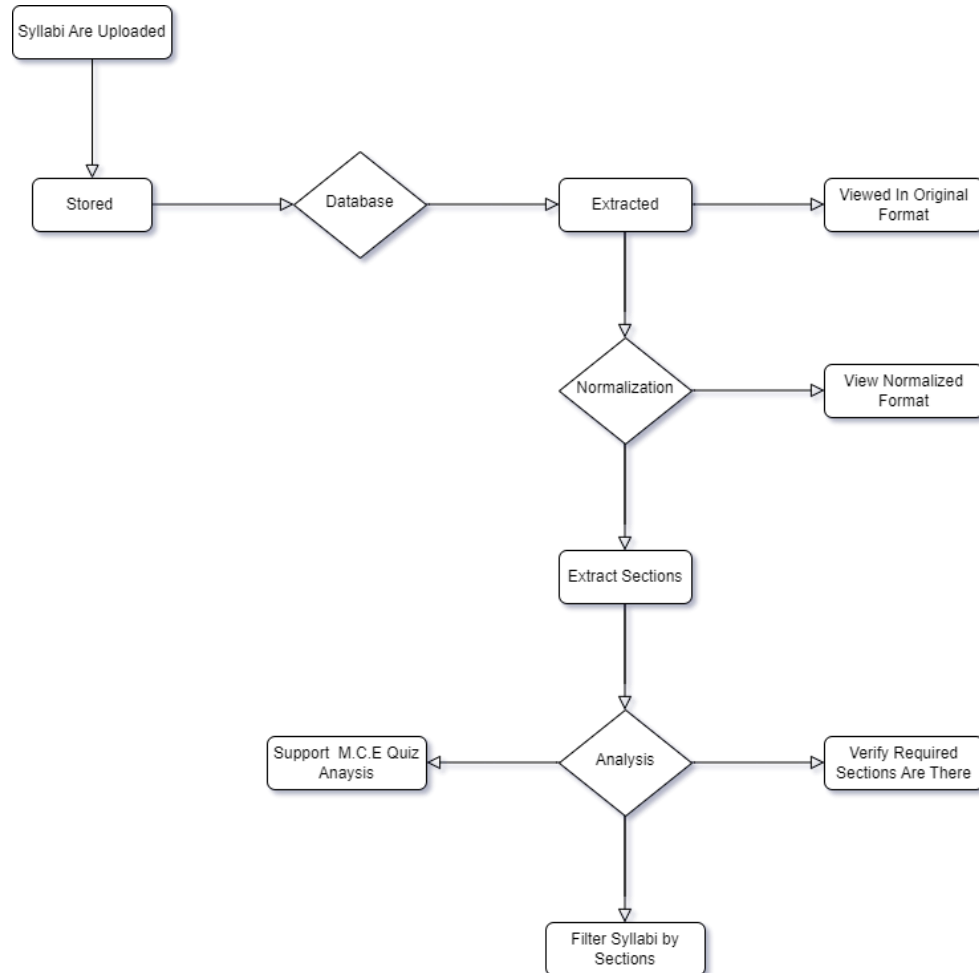 Syllabi Are Uploaded
Stored
Database
Extracted
Viewed In Original
Format
Normalization
View Normalized
Format
Extract Sections
Support M.C.E Quiz
Anaysis
Analysis
Verify Required
Sections Are There
Filter Syllabi by
Sections